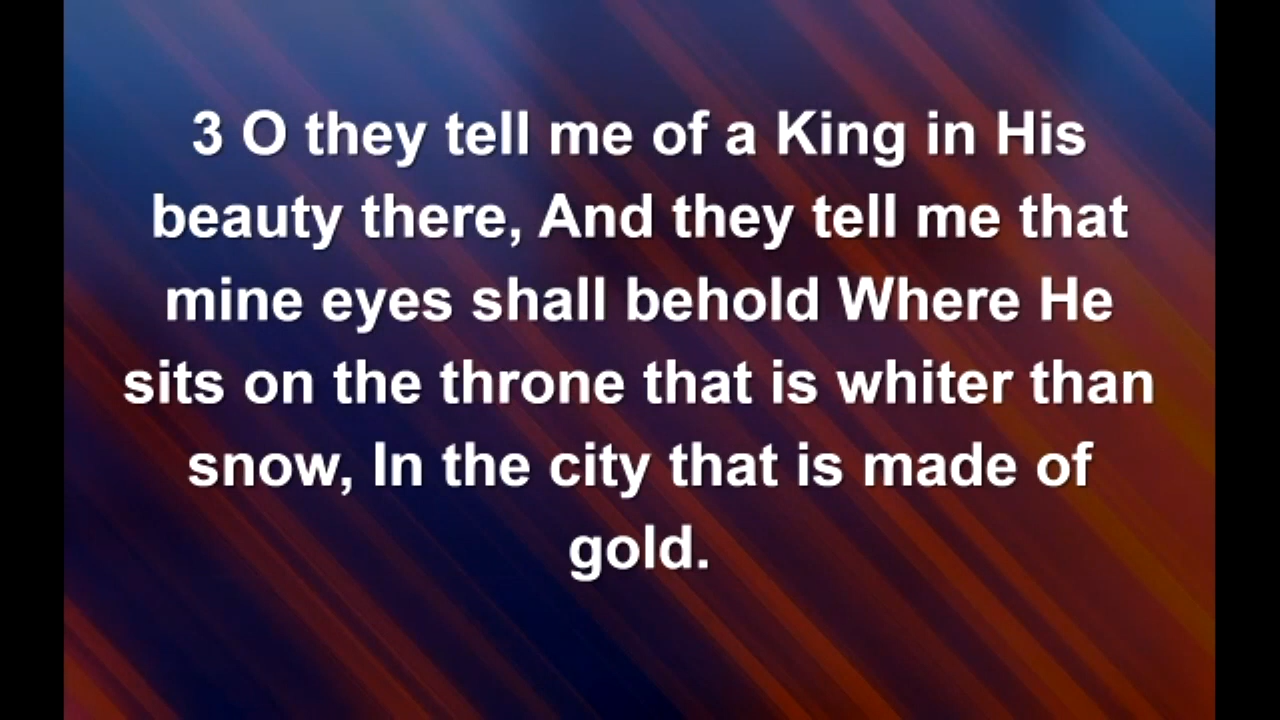 3 O they tell me of a King in His
beauty there, And they tell me that
mine eyes shall behold Where He
sits on the throne that is whiter than
snow, In the city that is made of
gold.